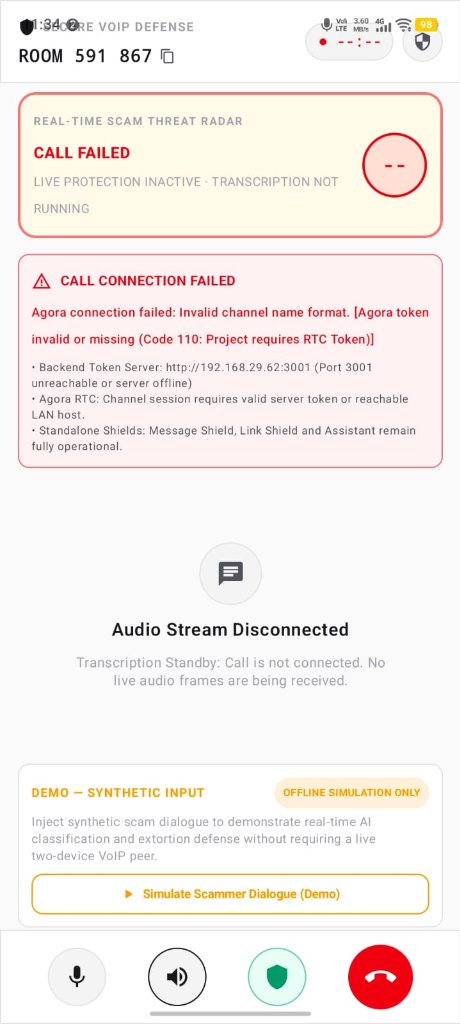 1:34
SECURE VOIP DEFENSE
Vol) LTE 3.60 MB/s 4G 98
ROOM 591 867
--:--
REAL-TIME SCAM THREAT RADAR
CALL FAILED
LIVE PROTECTION INACTIVE · TRANSCRIPTION NOT
RUNNING
--
CALL CONNECTION FAILED
Agora connection failed: Invalid channel name format. [Agora token
invalid or missing (Code 110: Project requires RTC Token)]
• Backend Token Server: http://192.168.29.62:3001 (Port 3001
unreachable or server offline)
• Agora RTC: Channel session requires valid server token or reachable
LAN host.
• Standalone Shields: Message Shield, Link Shield and Assistant remain
fully operational.
Audio Stream Disconnected
Transcription Standby: Call is not connected. No
live audio frames are being received.
DEMO — SYNTHETIC INPUT
OFFLINE SIMULATION ONLY
Inject synthetic scam dialogue to demonstrate real-time AI
classification and extortion defense without requiring a live
two-device VoIP peer.
Simulate Scammer Dialogue (Demo)